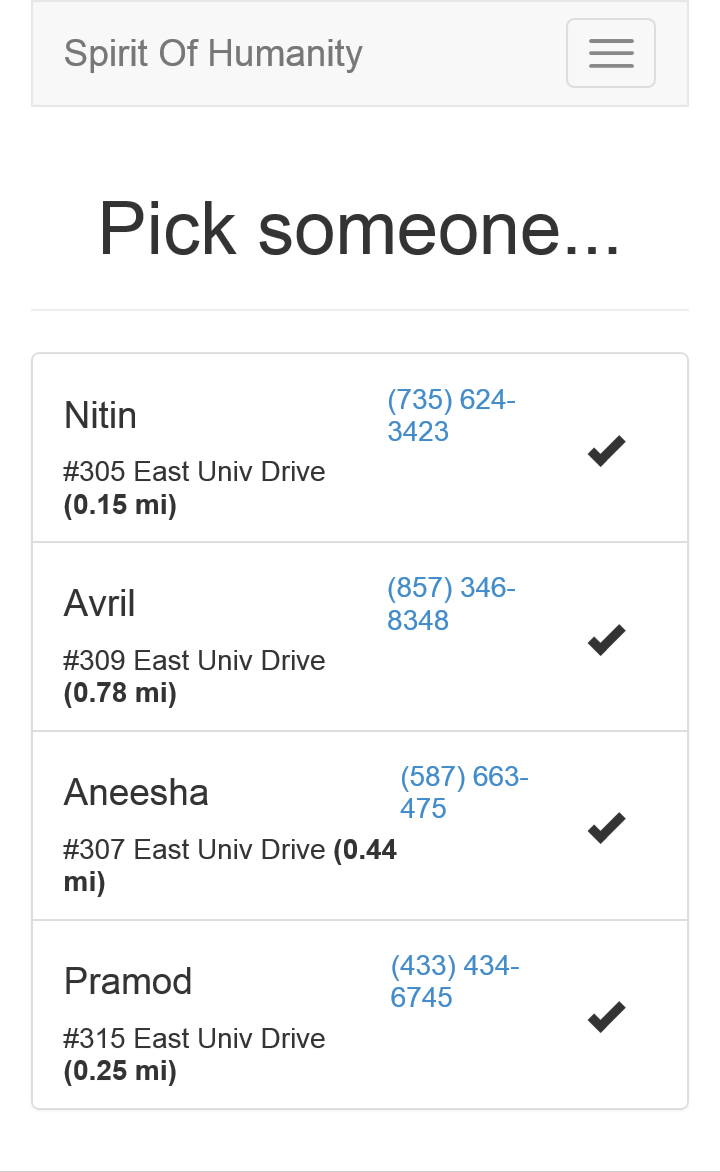 Spirit Of Humanity
Pick someone...
Nitin
(735) 624-
3423
#305 East Univ Drive
(0.15 mi)
Avril
(857) 346-
8348
#309 East Univ Drive
(0.78 mi)
Aneesha
(587) 663-
475
#307 East Univ Drive (0.44
mi)
Pramod
(433) 434-
6745
#315 East Univ Drive
(0.25 mi)